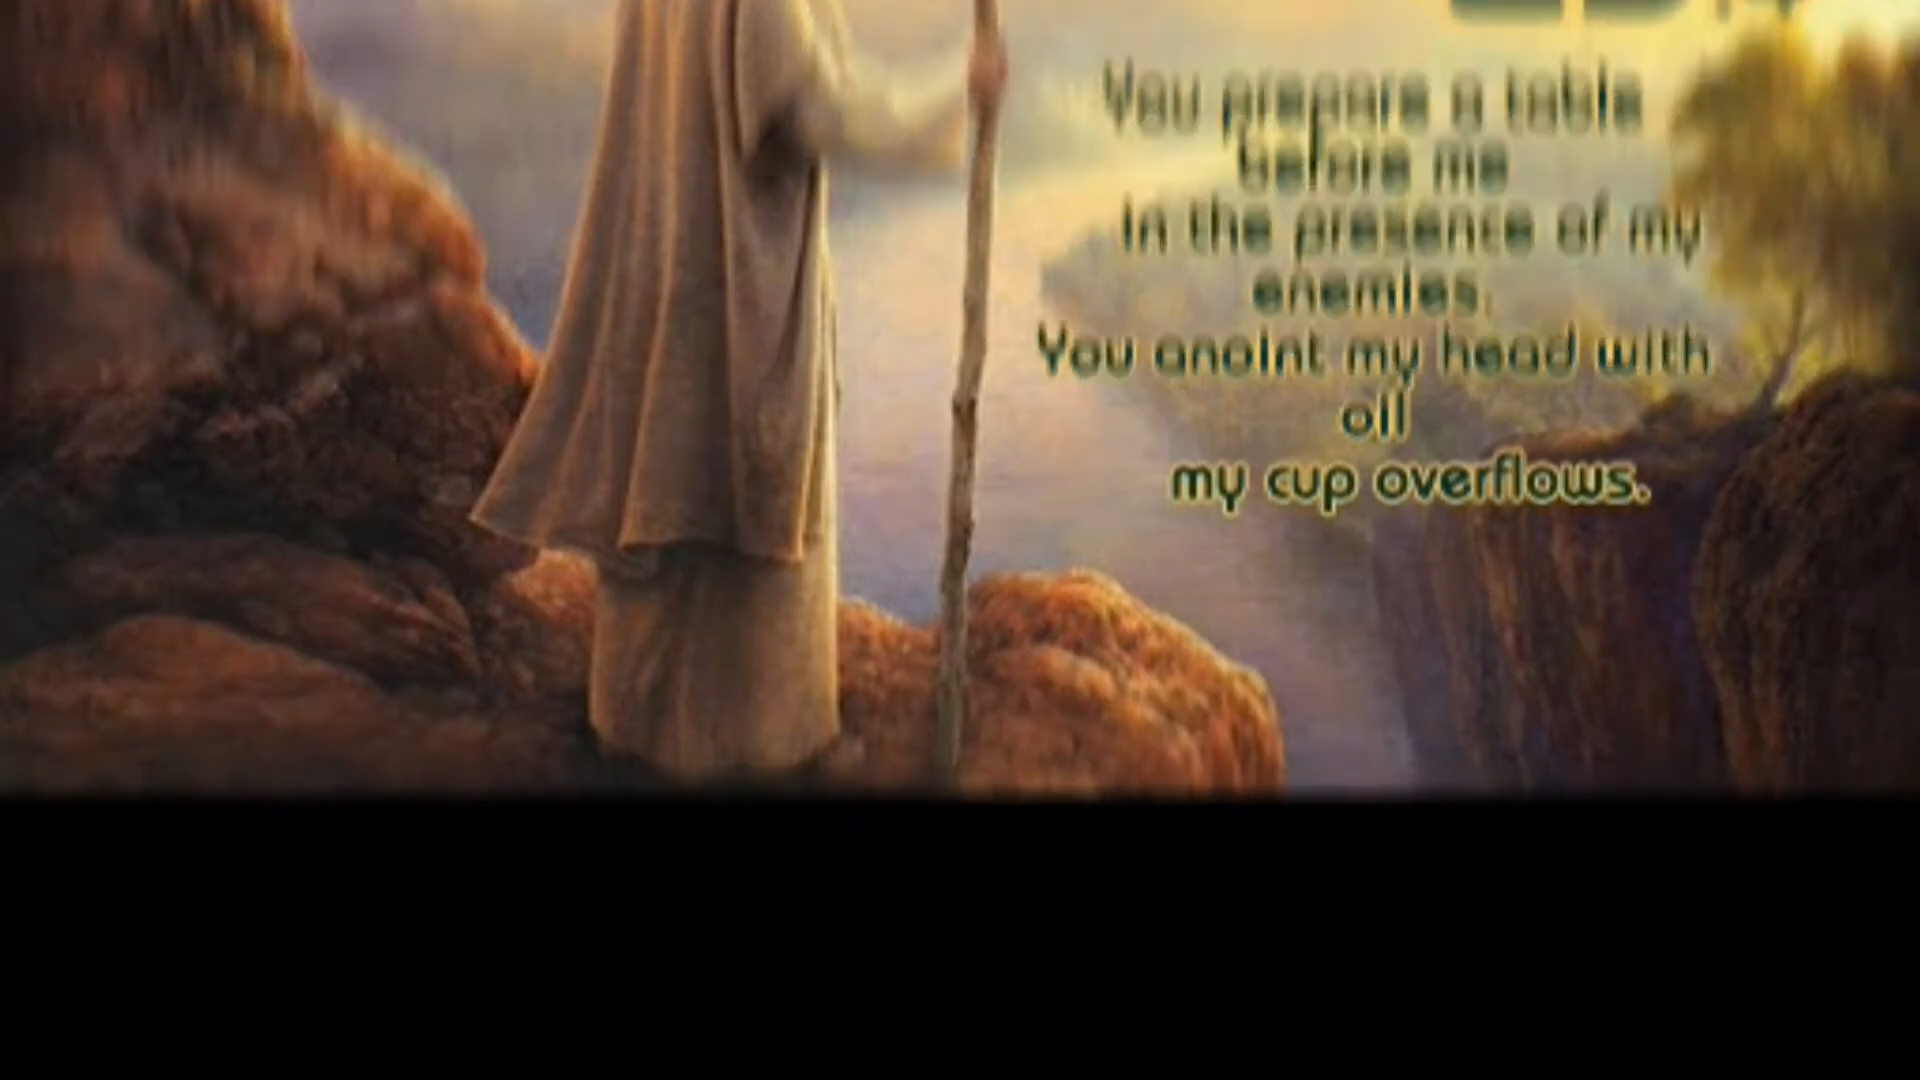 You prepare a table
before me
in the presence of my
enemies.
You anoint my head with
oil
my cup overflows.